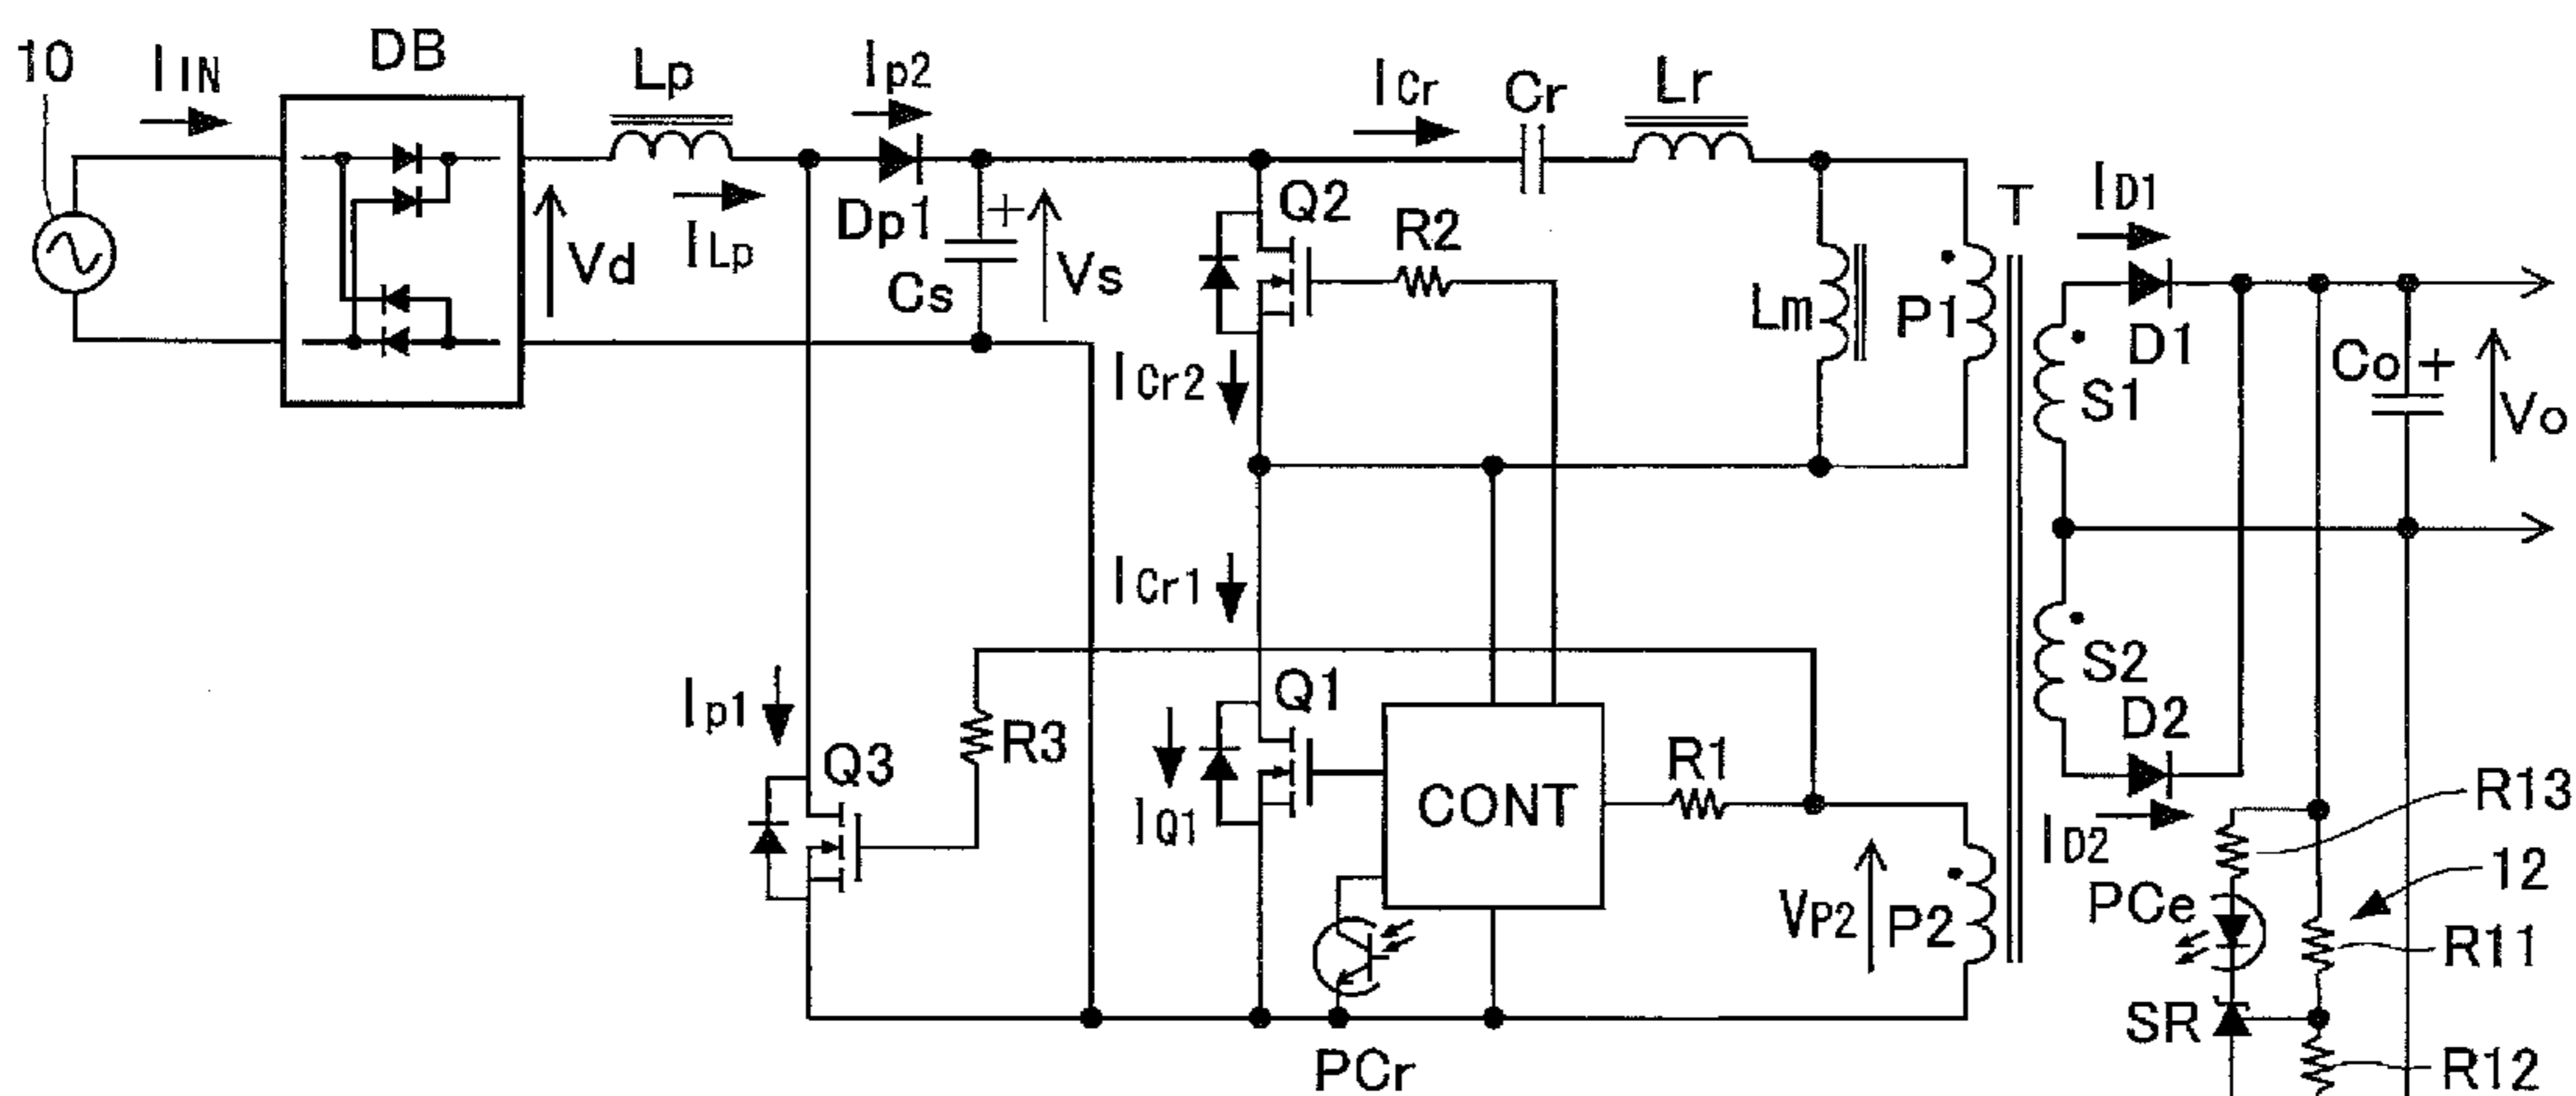 10
IIN
DB
Lp
Ip2
ICr
Cr
Lr
Vd
ILp
Dp1
Cs
+
Vs
Q2
R2
Lm
P1
T
ID1
D1
S1
Co
+
Vo
ICr2
ICr1
S2
D2
ID2
Ip1
Q3
R3
Q1
IQ1
CONT
R1
VP2
P2
R13
12
PCe
R11
SR
R12
PCr